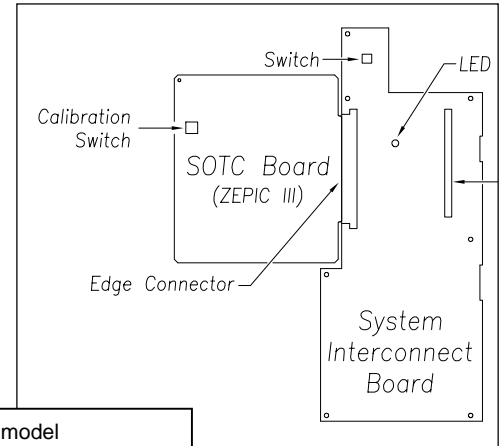 Switch
LED
Calibration
Switch
SOTC Board
(ZEPIC III)
Edge Connector
System
Interconnect
Board
model